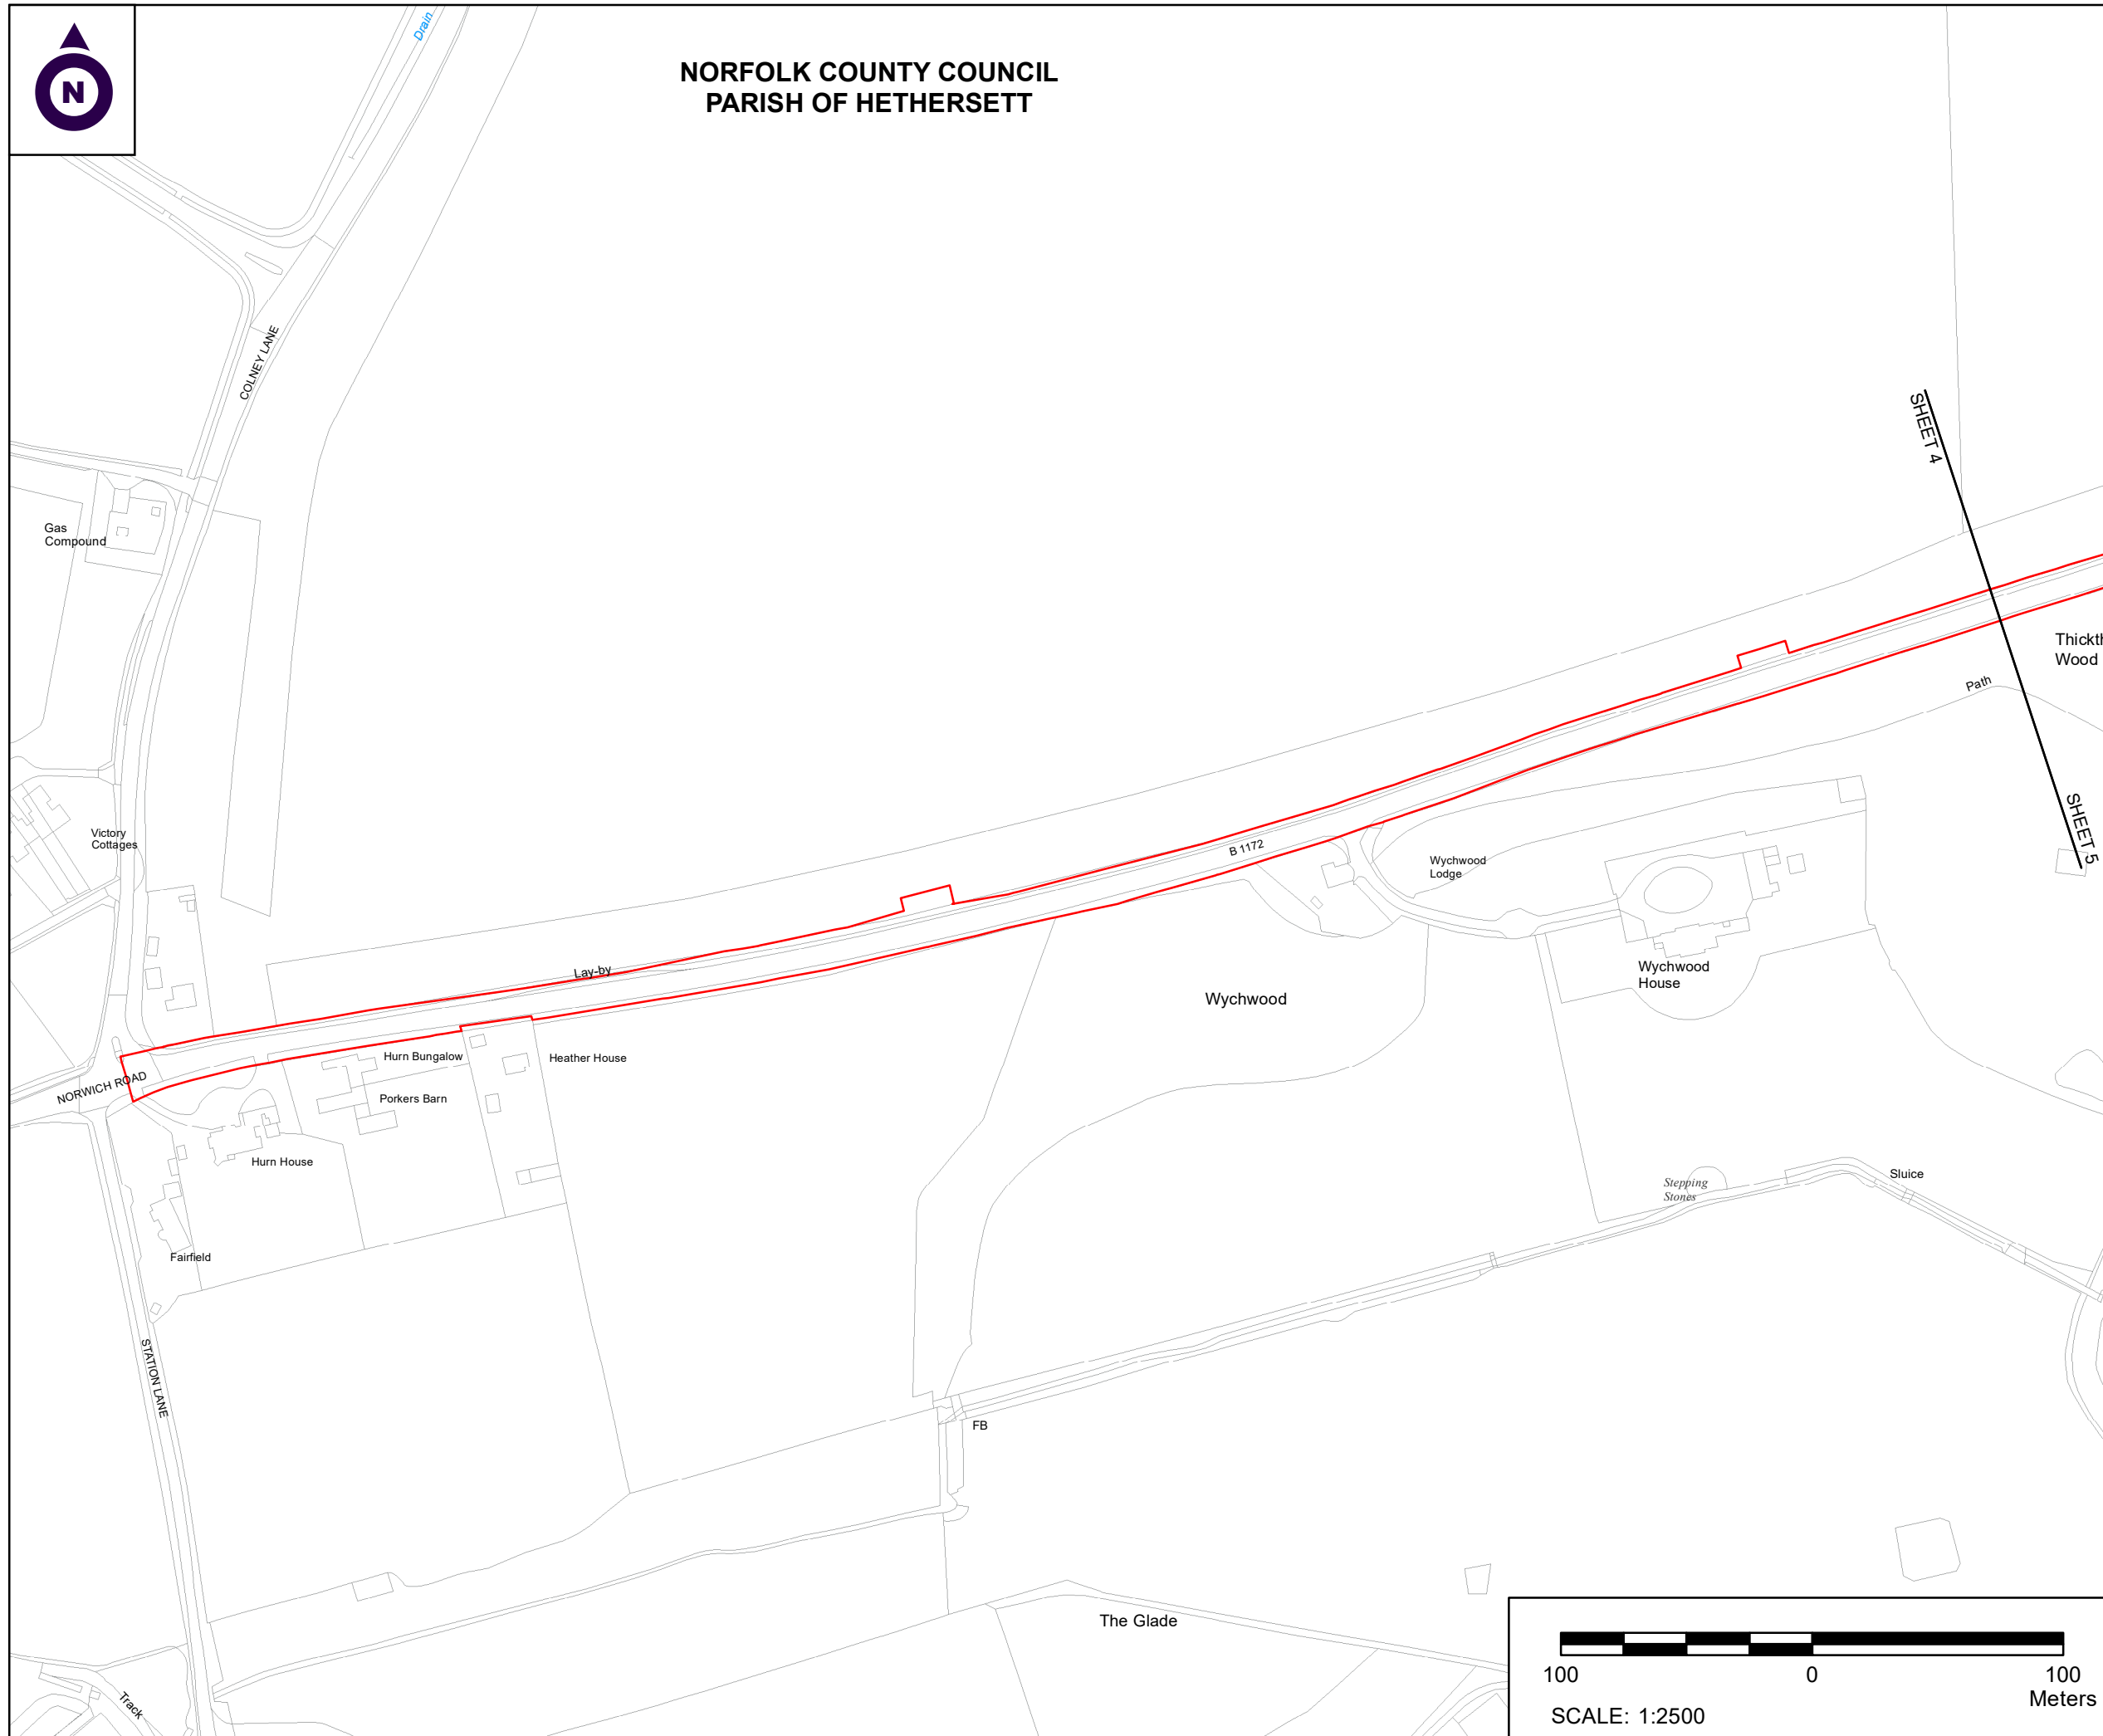 N
NORFOLK COUNTY COUNCIL
PARISH OF HETHERSETT
Drain
COLNEY LANE
SHEET 4
Gas
Compound
Thickth
Wood
Path
SHEET 5
Victory
Cottages
B 1172
Wychwood
Lodge
Lay-by
Wychwood
House
Wychwood
NORWICH ROAD
Hurn Bungalow
Heather House
Porkers Barn
Hurn House
Stepping
Stones
Sluice
Fairfield
STATION LANE
FB
The Glade
Track
100 0 100
Meters
SCALE: 1:2500